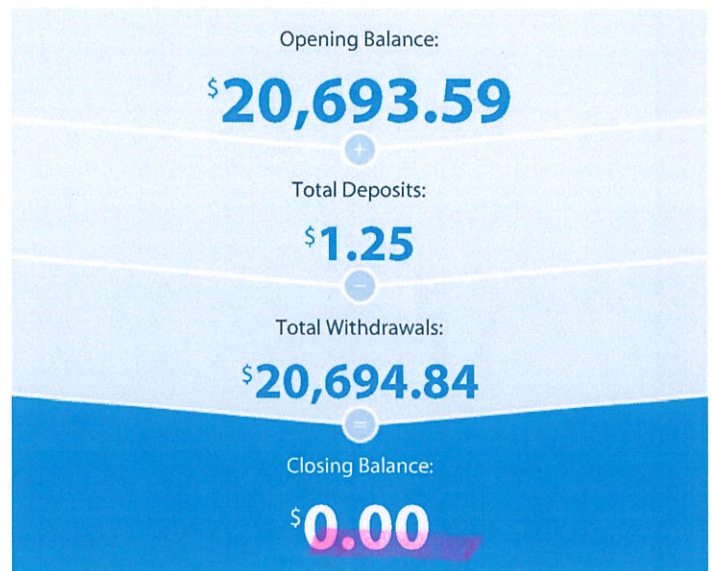 Opening Balance:
$20,693.59
+
Total Deposits:
$1.25
−
Total Withdrawals:
$20,694.84
=
Closing Balance:
$0.00